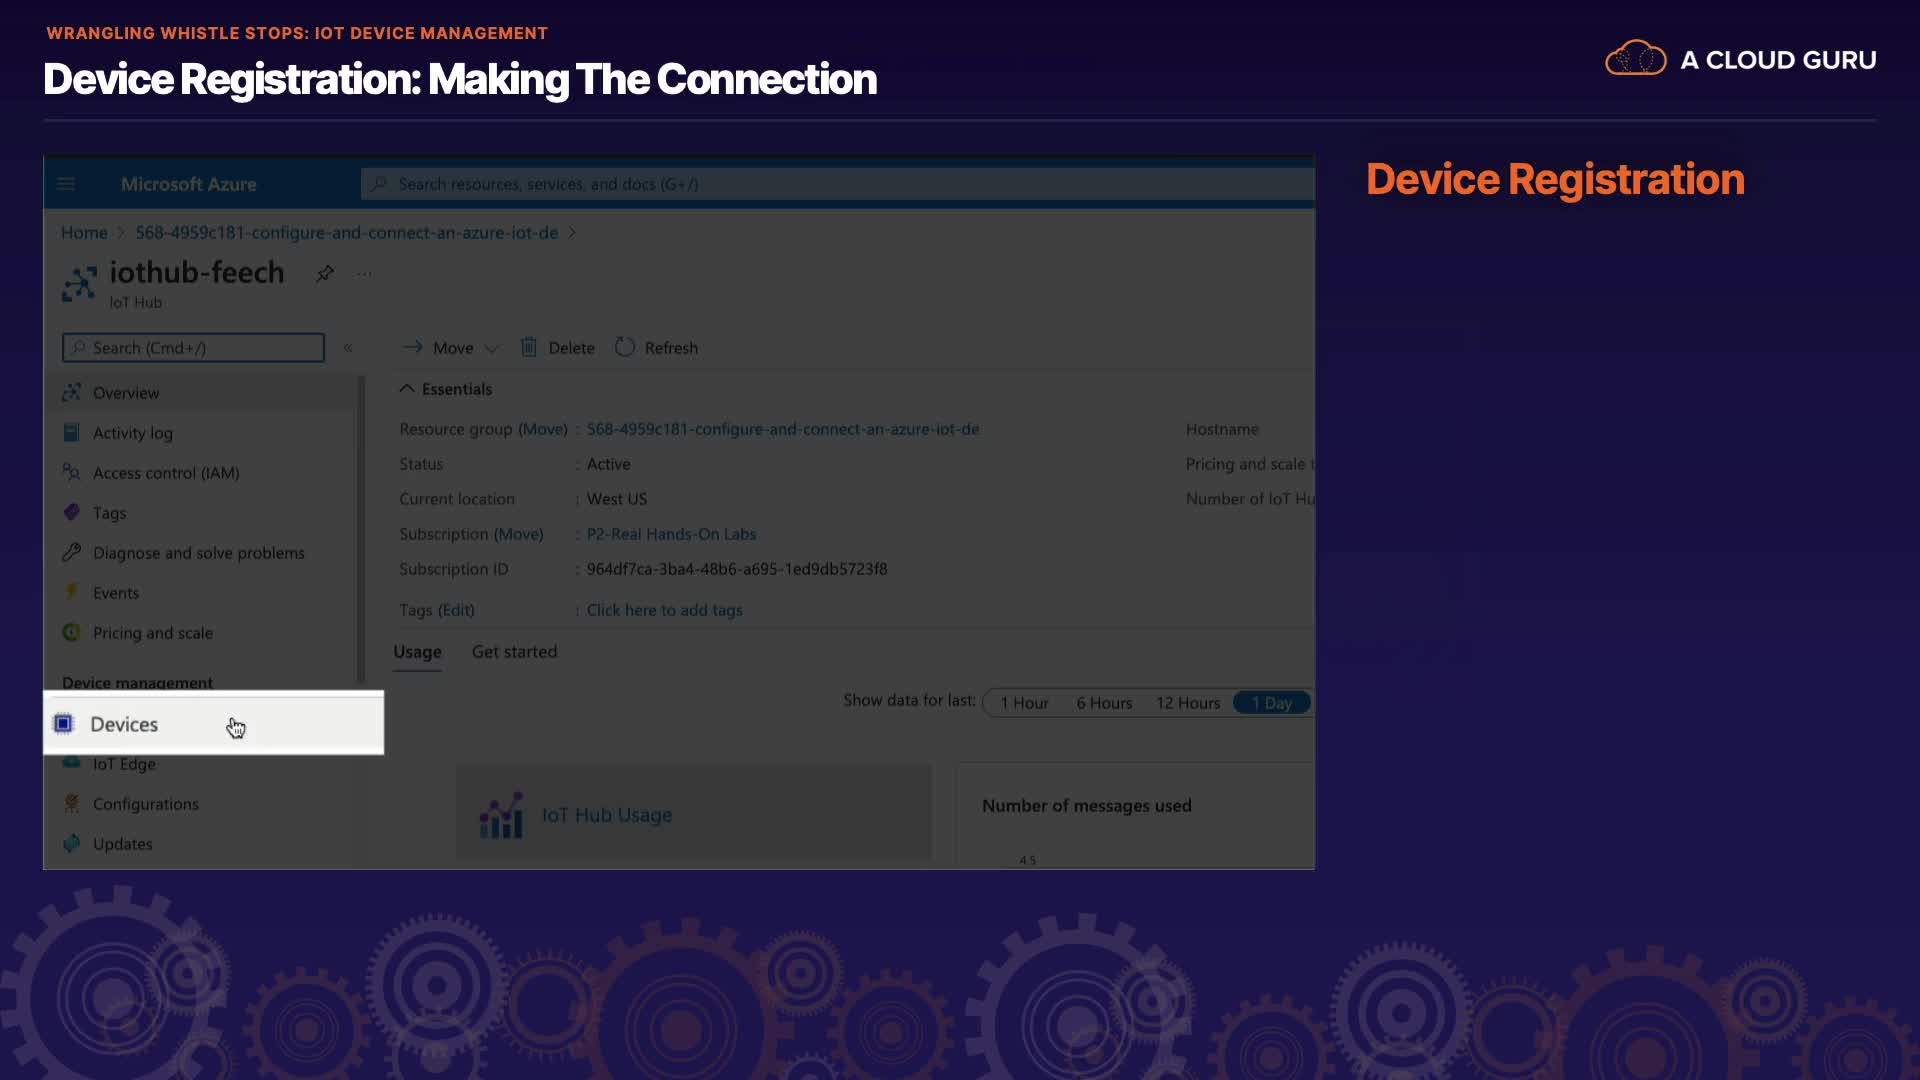 WRANGLING WHISTLE STOPS: IOT DEVICE MANAGEMENT
Device Registration: Making The Connection
A CLOUD GURU
Device Registration
Microsoft Azure
Search resources, services, and docs (G+/)
Home > 568-4959c181-configure-and-connect-an-azure-iot-de >
iothub-feech
IoT Hub
Search (Cmd+/)
«
Move
Delete
Refresh
Overview
Activity log
Access control (IAM)
Tags
Diagnose and solve problems
Events
Pricing and scale
Device management
Devices
IoT Edge
Configurations
Updates
Essentials
Resource group (Move) : 568-4959c181-configure-and-connect-an-azure-iot-de
Status : Active
Current location : West US
Subscription (Move) : P2-Real Hands-On Labs
Subscription ID : 964df7ca-3ba4-48b6-a695-1ed9db5723f8
Tags (Edit) : Click here to add tags
Hostname
Pricing and scale t
Number of IoT Hu
Usage
Get started
Show data for last: 1 Hour 6 Hours 12 Hours 1 Day
IoT Hub Usage
Number of messages used
4.5